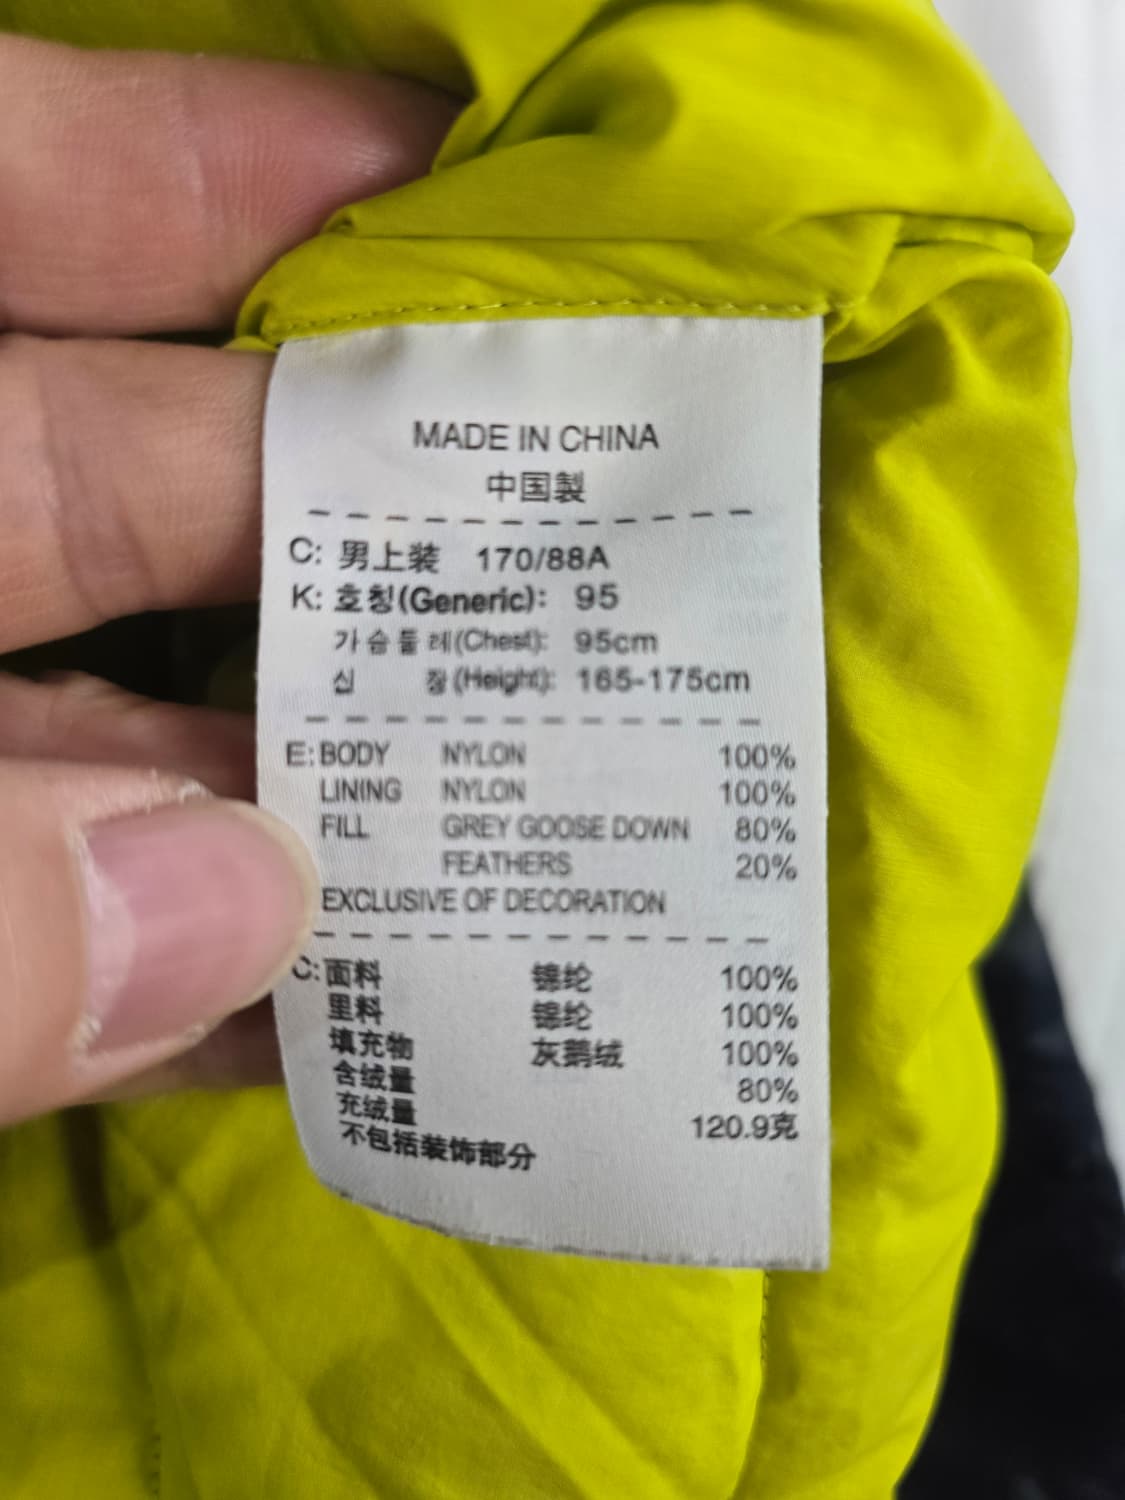 MADE IN CHINA
中国製
C: 男上装 170/88A
K: 호칭(Generic): 95
가슴둘레(Chest): 95cm
신 장(Height): 165-175cm
E: BODY NYLON 100%
LINING NYLON 100%
FILL GREY GOOSE DOWN 80%
FEATHERS 20%
EXCLUSIVE OF DECORATION
C: 面料 锦纶 100%
里料 锦纶 100%
填充物 灰鹅绒 100%
含绒量 80%
充绒量 120.9克
不包括装饰部分